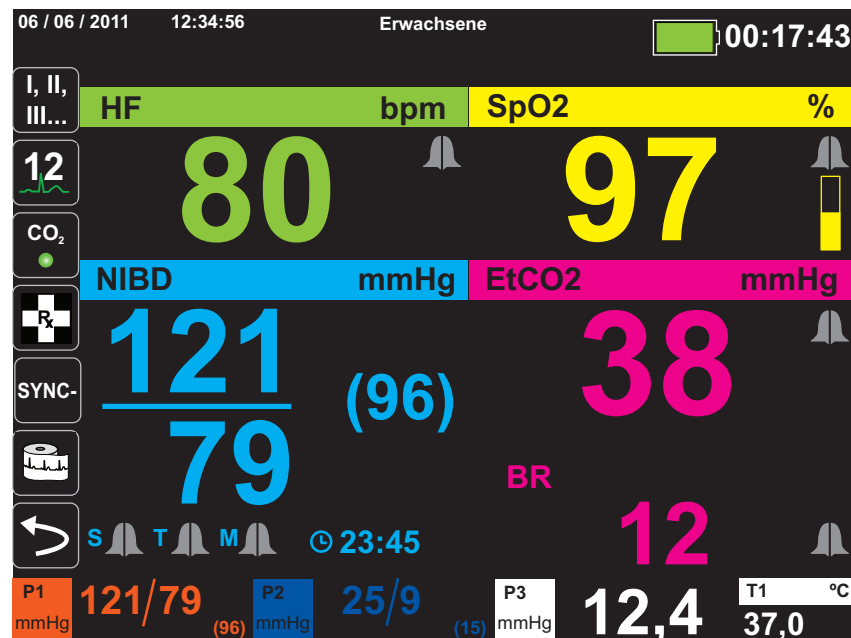 06 / 06 / 2011 12:34:56 Erwachsene 00:17:43
I, II,
III...
HF bpm SpO2 %
12
80 97
CO₂
NIBD mmHg EtCO2 mmHg
Rx
121 38
SYNC- (96)
79
BR
S T M 23:45 12
P1 121/79 P2 25/9 P3 12,4 T1 ºC
mmHg (96) mmHg (15) mmHg 37,0